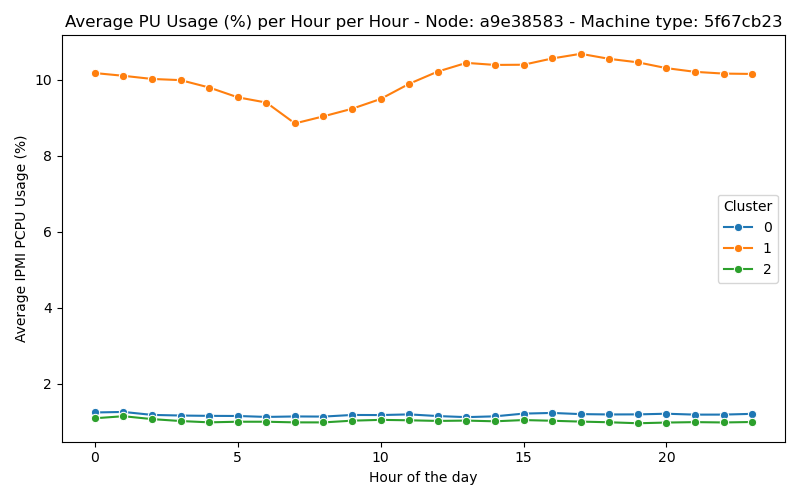 Average PU Usage (%) per Hour per Hour - Node: a9e38583 - Machine type: 5f67cb23
Average IPMI PCPU Usage (%)
10
8
6
4
2
Cluster
0
1
2
0 5 10 15 20
Hour of the day